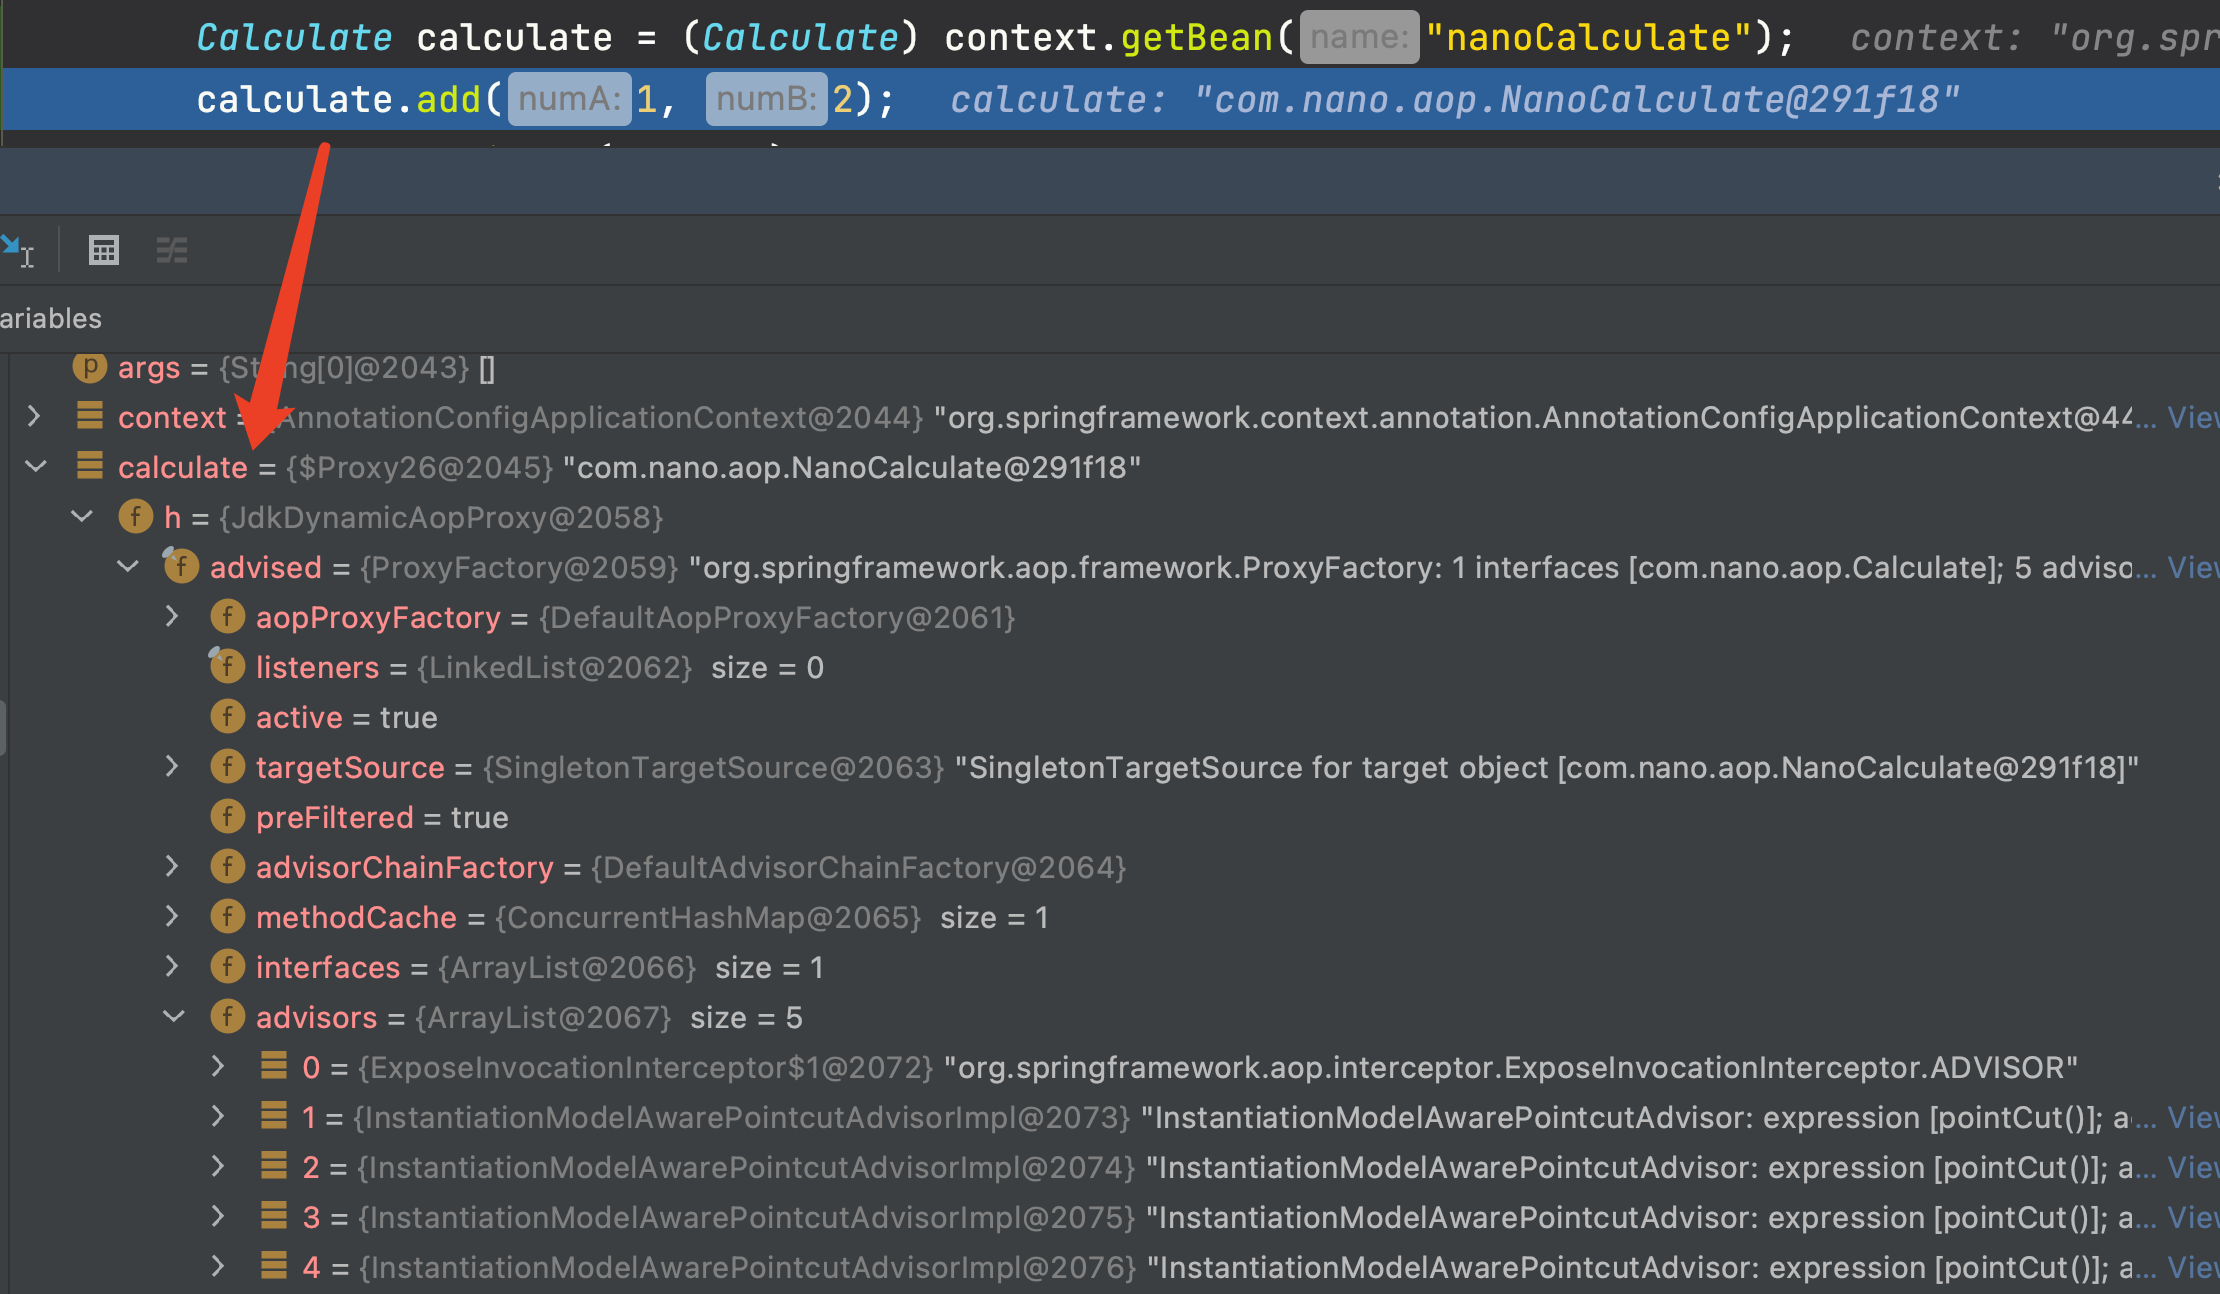 Calculate calculate = (Calculate) context.getBean( name: "nanoCalculate"); context: "org.spr
calculate.add( numA: 1, numB: 2); calculate: "com.nano.aop.NanoCalculate@291f18"
ariables
args = {String[0]@2043} []
context = {AnnotationConfigApplicationContext@2044} "org.springframework.context.annotation.AnnotationConfigApplicationContext@44... View
calculate = {$Proxy26@2045} "com.nano.aop.NanoCalculate@291f18"
h = {JdkDynamicAopProxy@2058}
advised = {ProxyFactory@2059} "org.springframework.aop.framework.ProxyFactory: 1 interfaces [com.nano.aop.Calculate]; 5 adviso... View
aopProxyFactory = {DefaultAopProxyFactory@2061}
listeners = {LinkedList@2062} size = 0
active = true
targetSource = {SingletonTargetSource@2063} "SingletonTargetSource for target object [com.nano.aop.NanoCalculate@291f18]"
preFiltered = true
advisorChainFactory = {DefaultAdvisorChainFactory@2064}
methodCache = {ConcurrentHashMap@2065} size = 1
interfaces = {ArrayList@2066} size = 1
advisors = {ArrayList@2067} size = 5
0 = {ExposeInvocationInterceptor$1@2072} "org.springframework.aop.interceptor.ExposeInvocationInterceptor.ADVISOR"
1 = {InstantiationModelAwarePointcutAdvisorImpl@2073} "InstantiationModelAwarePointcutAdvisor: expression [pointCut()]; a... View
2 = {InstantiationModelAwarePointcutAdvisorImpl@2074} "InstantiationModelAwarePointcutAdvisor: expression [pointCut()]; a... View
3 = {InstantiationModelAwarePointcutAdvisorImpl@2075} "InstantiationModelAwarePointcutAdvisor: expression [pointCut()]; a... View
4 = {InstantiationModelAwarePointcutAdvisorImpl@2076} "InstantiationModelAwarePointcutAdvisor: expression [pointCut()]; a... View